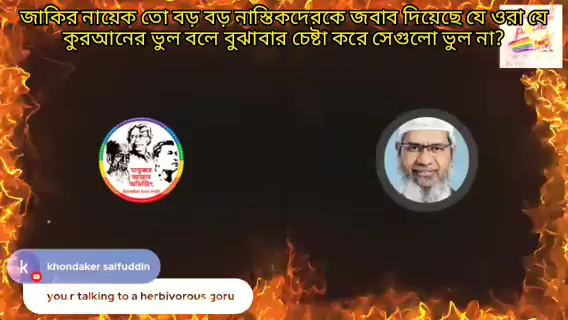 জাকির নায়েক তো বড় বড় নাস্তিকদেরকে জবাব দিয়েছে যে ওরা যে
কুরআনের ভুল বলে বুঝাবার চেষ্টা করে সেগুলো ভুল না?
k
khondaker saifuddin
you r talking to a herbivorous goru